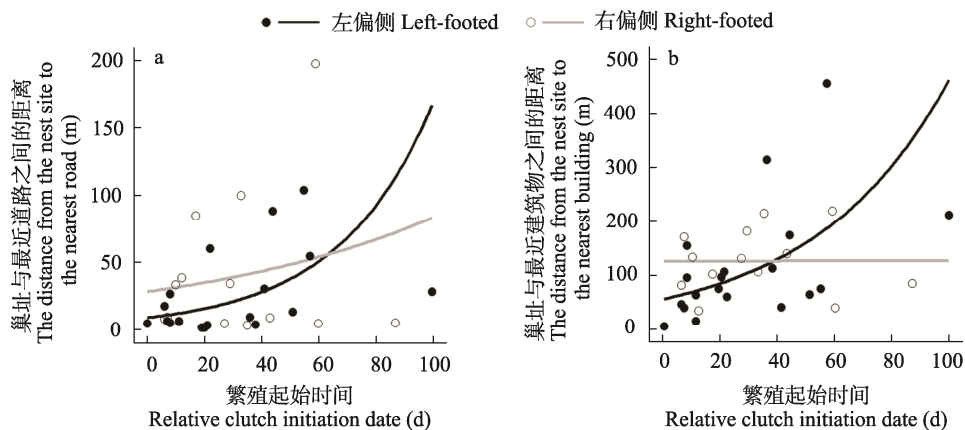 左偏侧 Left-footed
右偏侧 Right-footed
a
巢址与最近道路之间的距离
The distance from the nest site to
the nearest road (m)
200
150
100
50
0
0
20
40
60
80
100
繁殖起始时间
Relative clutch initiation date (d)
b
巢址与最近建筑物之间的距离
The distance from the nest site to
the nearest building (m)
500
400
300
200
100
0
0
20
40
60
80
100
繁殖起始时间
Relative clutch initiation date (d)